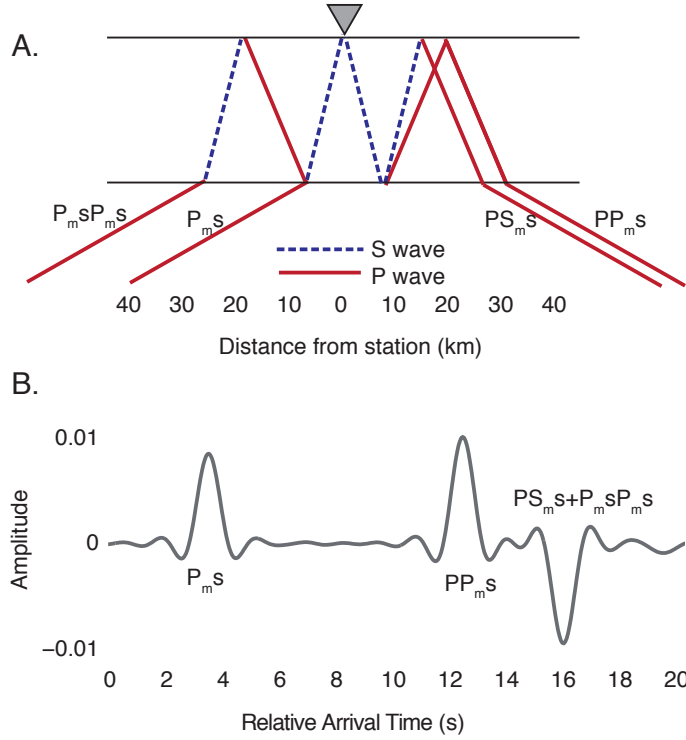 A.
PmsPms
Pms
PSms
PPms
S wave
P wave
40 30 20 10 0 10 20 30 40
Distance from station (km)
B.
0.01
PSms+PmsPms
Amplitude
0
Pms
PPms
−0.01
0 2 4 6 8 10 12 14 16 18 20
Relative Arrival Time (s)